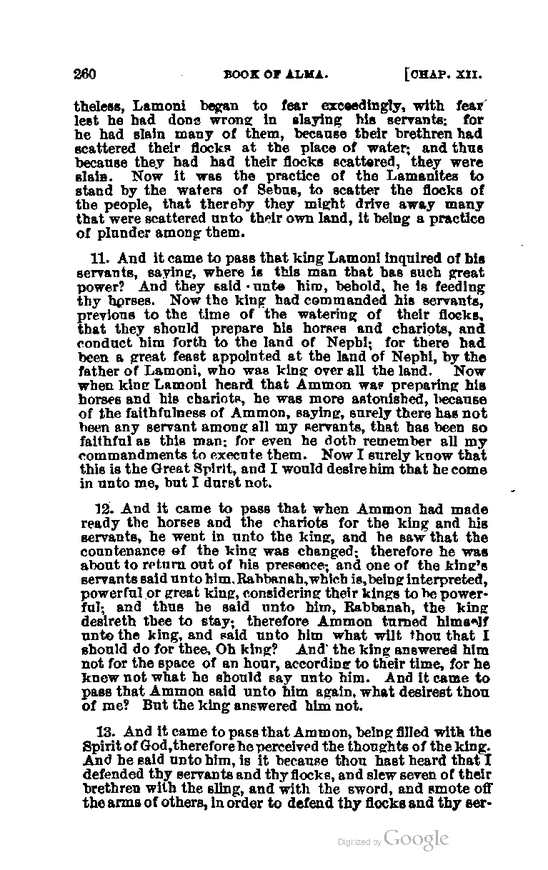 260 BOOK OF ALMA. [CHAP. XII.
theless, Lamoni began to fear exceedingly, with fear
lest he had done wrong in slaying his servants; for
he had slain many of them, because their brethren had
scattered their flocks at the place of water; and thus
because they had had their flocks scattered, they were
slain. Now it was the practice of the Lamanites to
stand by the waters of Sebus, to scatter the flocks of
the people, that thereby they might drive away many
that were scattered unto their own land, it being a practice
of plunder among them.
11. And it came to pass that king Lamoni inquired of his
servants, saying, where is this man that has such great
power? And they said unto him, behold, he is feeding
thy horses. Now the king had commanded his servants,
previous to the time of the watering of their flocks,
that they should prepare his horses and chariots, and
conduct him forth to the land of Nephi; for there had
been a great feast appointed at the land of Nephi, by the
father of Lamoni, who was king over all the land. Now
when king Lamoni heard that Ammon was preparing his
horses and his chariots, he was more astonished, because
of the faithfulness of Ammon, saying, surely there has not
been any servant among all my servants, that has been so
faithful as this man; for even he doth remember all my
commandments to execute them. Now I surely know that
this is the Great Spirit, and I would desire him that he come
in unto me, but I durst not.
12. And it came to pass that when Ammon had made
ready the horses and the chariots for the king and his
servants, he went in unto the king, and he saw that the
countenance of the king was changed; therefore he was
about to return out of his presence; and one of the king's
servants said unto him, Rabbanah, which is, being interpreted,
powerful or great king, considering their kings to be power-
ful; and thus he said unto him, Rabbanah, the king
desireth thee to stay; therefore Ammon turned himself
unto the king, and said unto him what wilt thou that I
should do for thee, Oh king? And the king answered him
not for the space of an hour, according to their time, for he
knew not what he should say unto him. And it came to
pass that Ammon said unto him again, what desirest thou
of me? But the king answered him not.
13. And it came to pass that Ammon, being filled with the
Spirit of God, therefore he perceived the thoughts of the king.
And he said unto him, is it because thou hast heard that I
defended thy servants and thy flocks, and slew seven of their
brethren with the sling, and with the sword, and smote off
the arms of others, in order to defend thy flocks and thy ser-
Digitized by Google